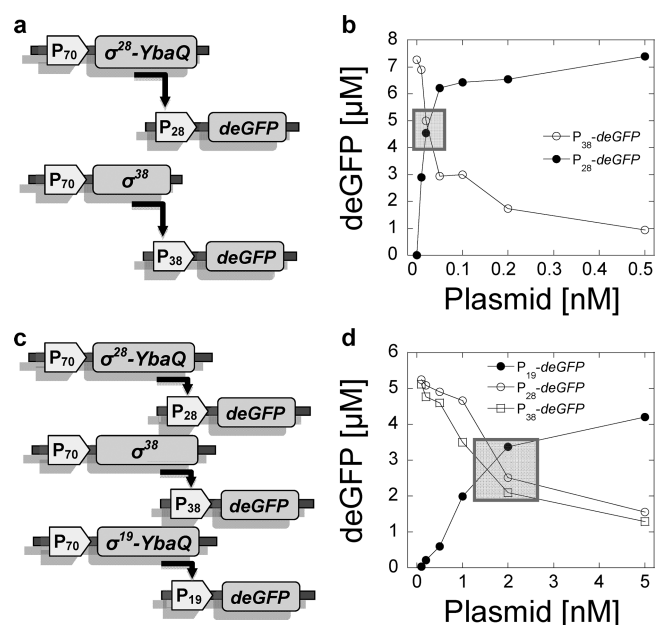 a
P70 σ28-YbaQ
P28 deGFP
P70 σ38
P38 deGFP
b
deGFP [µM]
8
7
6
5
4
3
2
1
0
P38-deGFP
P28-deGFP
0 0.1 0.2 0.3 0.4 0.5
Plasmid [nM]
c
P70 σ28-YbaQ
P28 deGFP
P70 σ38
P38 deGFP
P70 σ19-YbaQ
P19 deGFP
d
deGFP [µM]
6
5
4
3
2
1
0
P19-deGFP
P28-deGFP
P38-deGFP
0 1 2 3 4 5
Plasmid [nM]